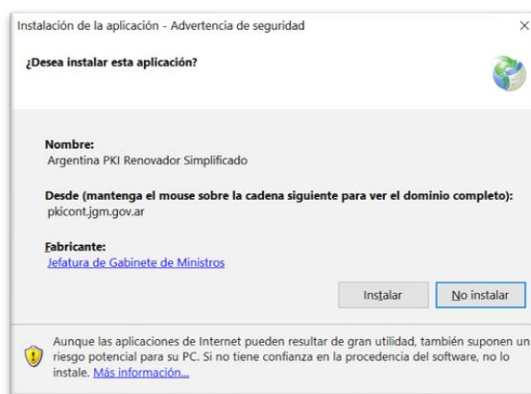 Instalación de la aplicación - Advertencia de seguridad
¿Desea instalar esta aplicación?
Nombre:
Argentina PKI Renovador Simplificado
Desde (mantenga el mouse sobre la cadena siguiente para ver el dominio completo):
pkicont.jgm.gov.ar
Fabricante:
Jefatura de Gabinete de Ministros
Instalar No instalar
Aunque las aplicaciones de Internet pueden resultar de gran utilidad, también suponen un
riesgo potencial para su PC. Si no tiene confianza en la procedencia del software, no lo
instale. Más información...